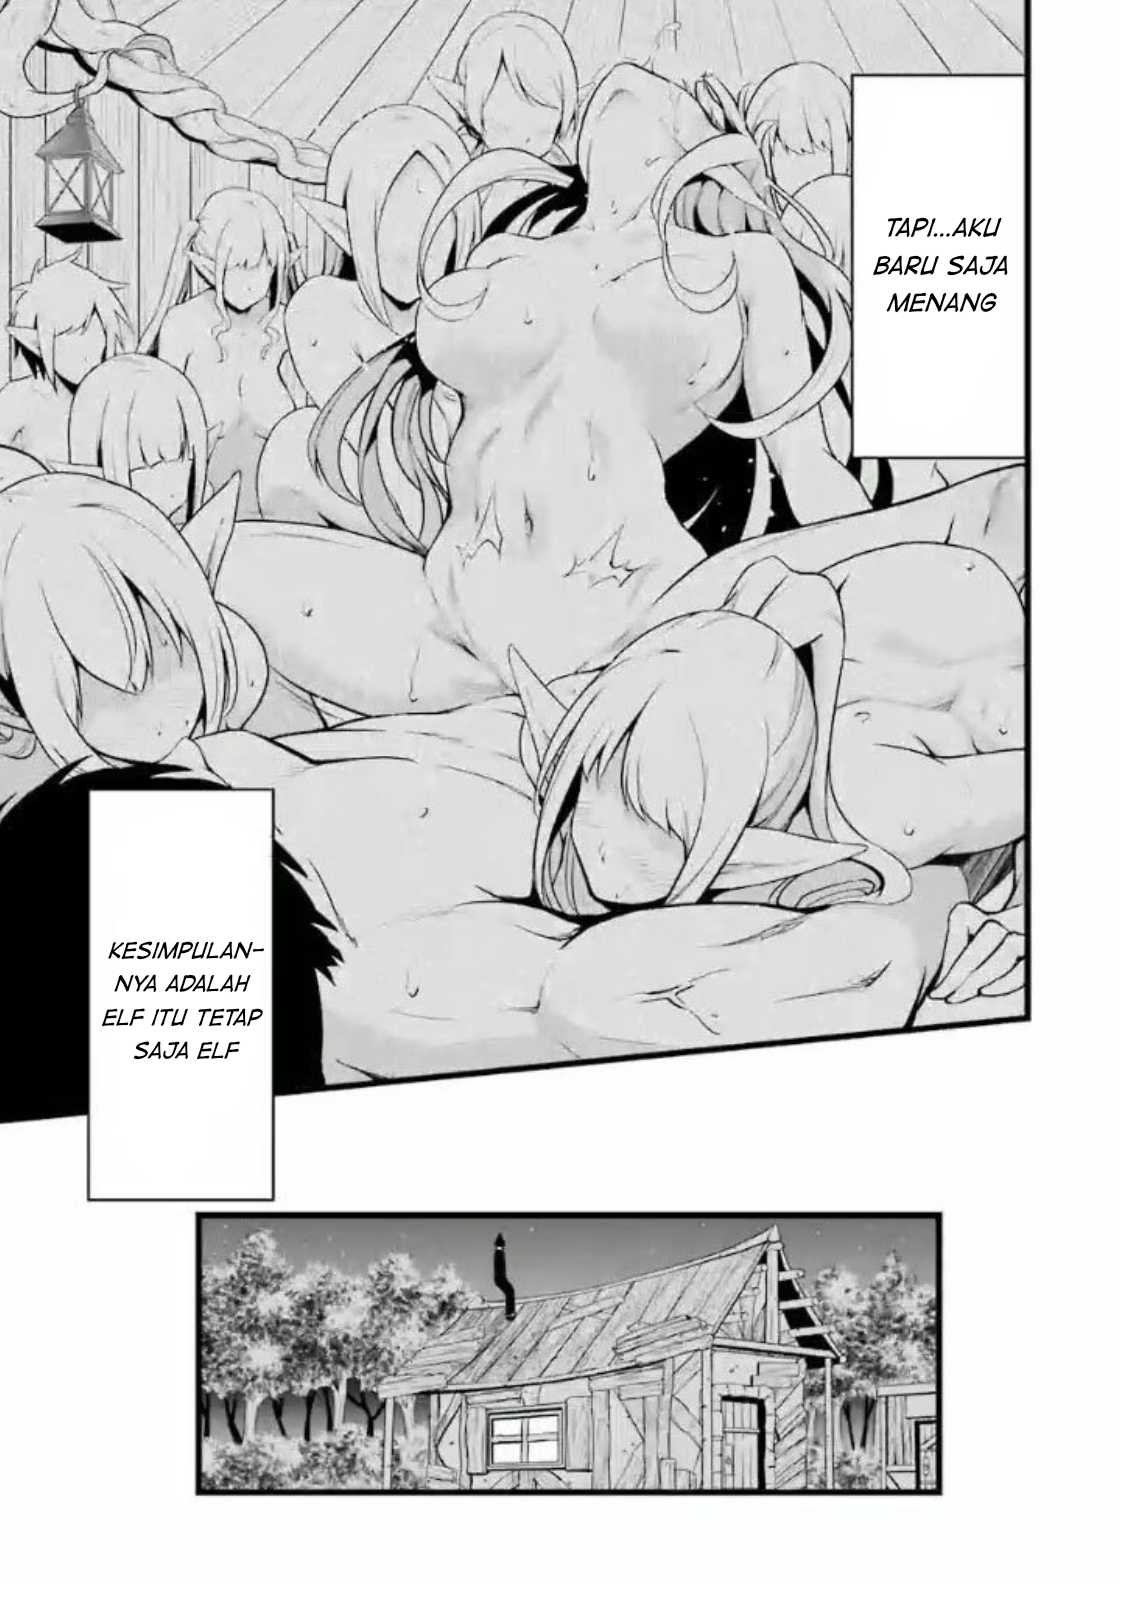 TAPI...AKU
BARU SAJA
MENANG
KESIMPULAN-
NYA ADALAH
ELF ITU TETAP
SAJA ELF